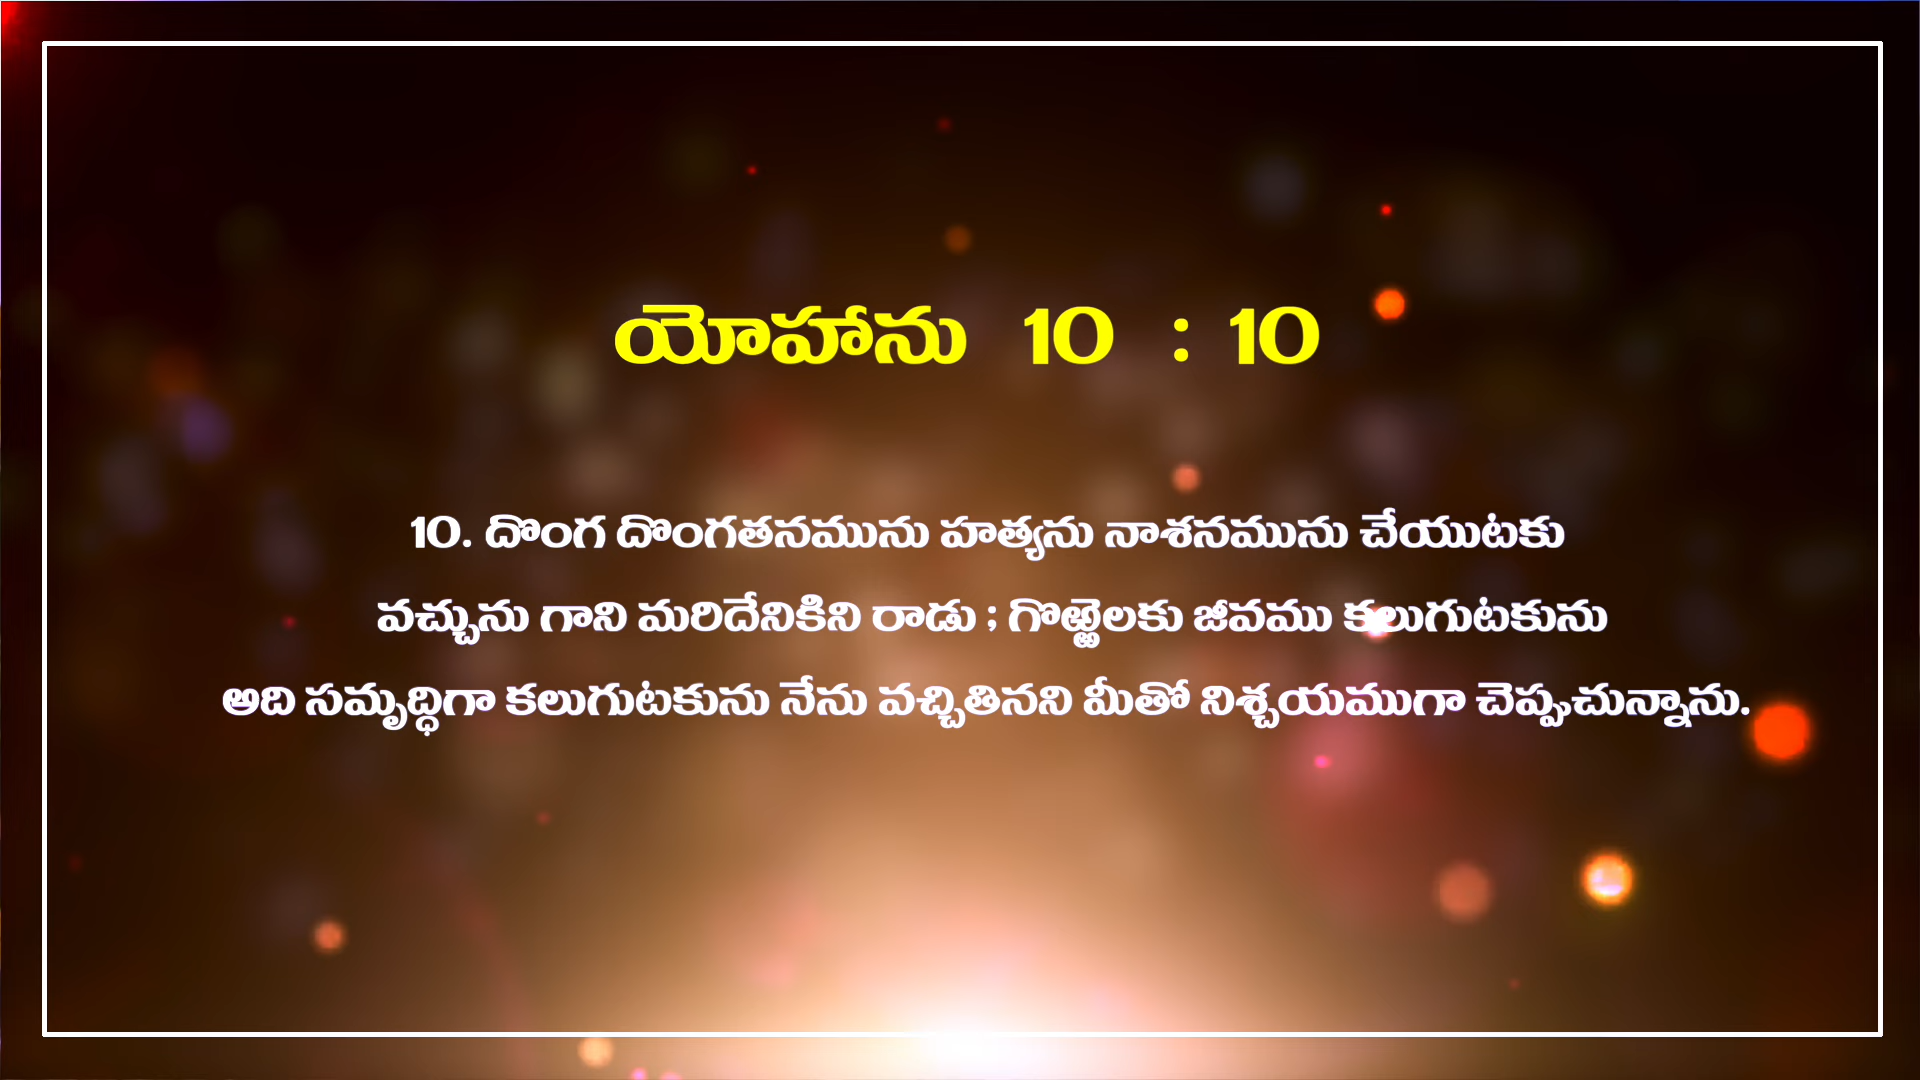 యోహాను 10 : 10
10. దొంగ దొంగతనమును హత్యను నాశనమును చేయుటకు
వచ్చును గాని మరిదేనికిని రాడు ; గొఱ్ఱెలకు జీవము కలుగుటకును
అది సమృద్ధిగా కలుగుటకును నేను వచ్చితినని మీతో నిశ్చయముగా చెప్పుచున్నాను.